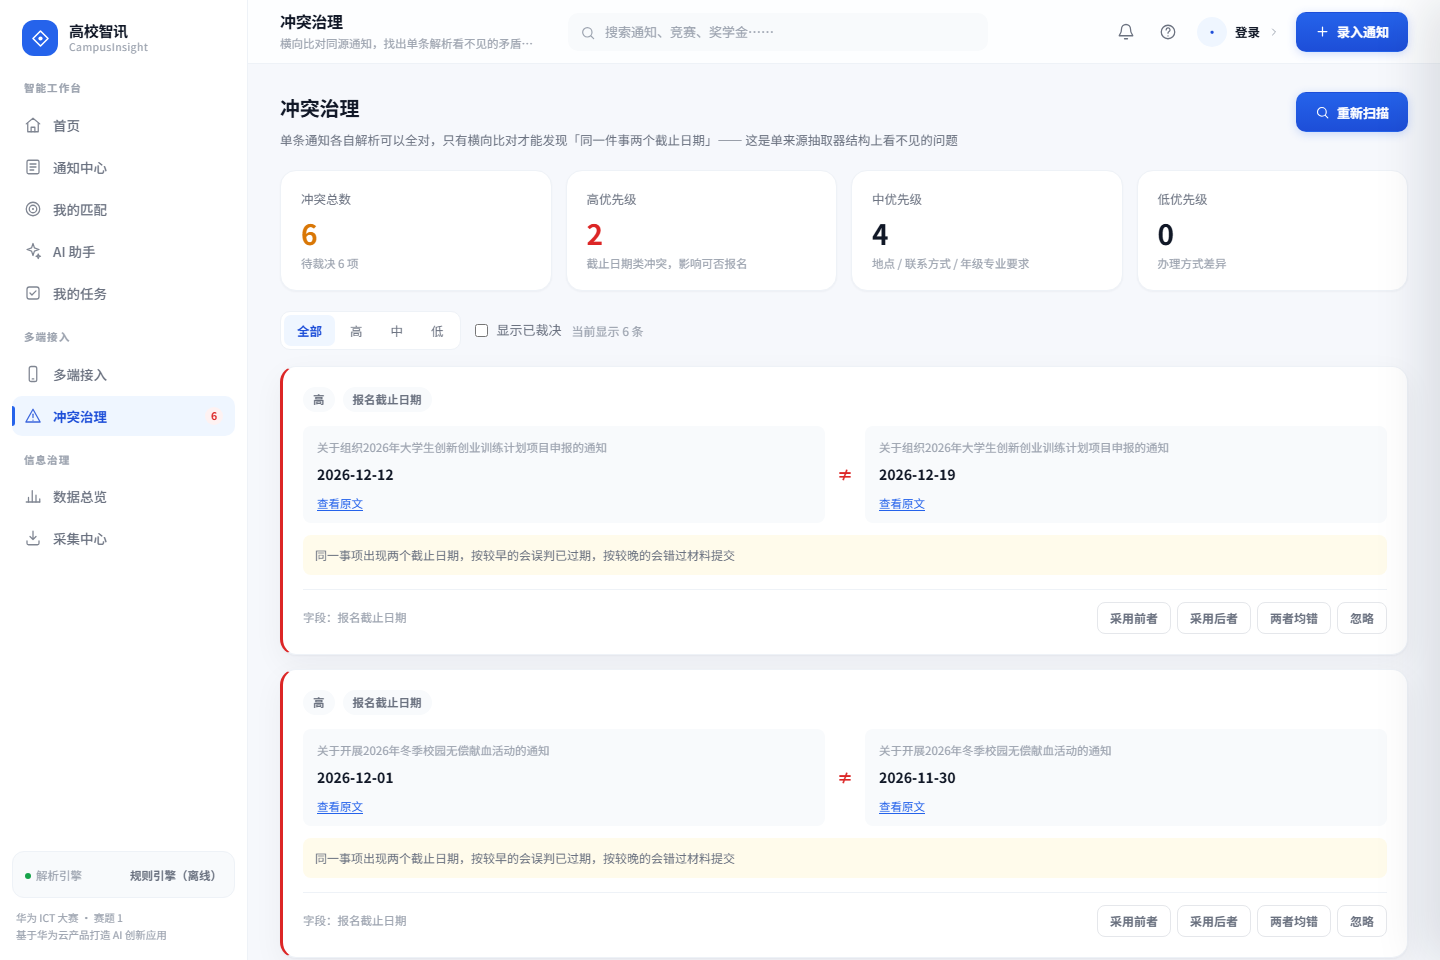 高校智讯
CampusInsight
智能工作台
首页
通知中心
我的匹配
AI 助手
我的任务
多端接入
多端接入
冲突治理
6
信息治理
数据总览
采集中心
解析引擎
规则引擎（离线）
华为 ICT 大赛 · 赛题 1
基于华为云产品打造 AI 创新应用
冲突治理
横向比对同源通知，找出单条解析看不见的矛盾…
搜索通知、竞赛、奖学金……
登录
录入通知
冲突治理
单条通知各自解析可以全对，只有横向比对才能发现「同一件事两个截止日期」—— 这是单来源抽取器结构上看不见的问题
重新扫描
冲突总数
6
待裁决 6 项
高优先级
2
截止日期类冲突，影响可否报名
中优先级
4
地点 / 联系方式 / 年级专业要求
低优先级
0
办理方式差异
全部 高 中 低
显示已裁决
当前显示 6 条
高
报名截止日期
关于组织2026年大学生创新创业训练计划项目申报的通知
2026-12-12
查看原文
≠
关于组织2026年大学生创新创业训练计划项目申报的通知
2026-12-19
查看原文
同一事项出现两个截止日期，按较早的会误判已过期，按较晚的会错过材料提交
字段：报名截止日期
采用前者 采用后者 两者均错 忽略
高
报名截止日期
关于开展2026年冬季校园无偿献血活动的通知
2026-12-01
查看原文
≠
关于开展2026年冬季校园无偿献血活动的通知
2026-11-30
查看原文
同一事项出现两个截止日期，按较早的会误判已过期，按较晚的会错过材料提交
字段：报名截止日期
采用前者 采用后者 两者均错 忽略